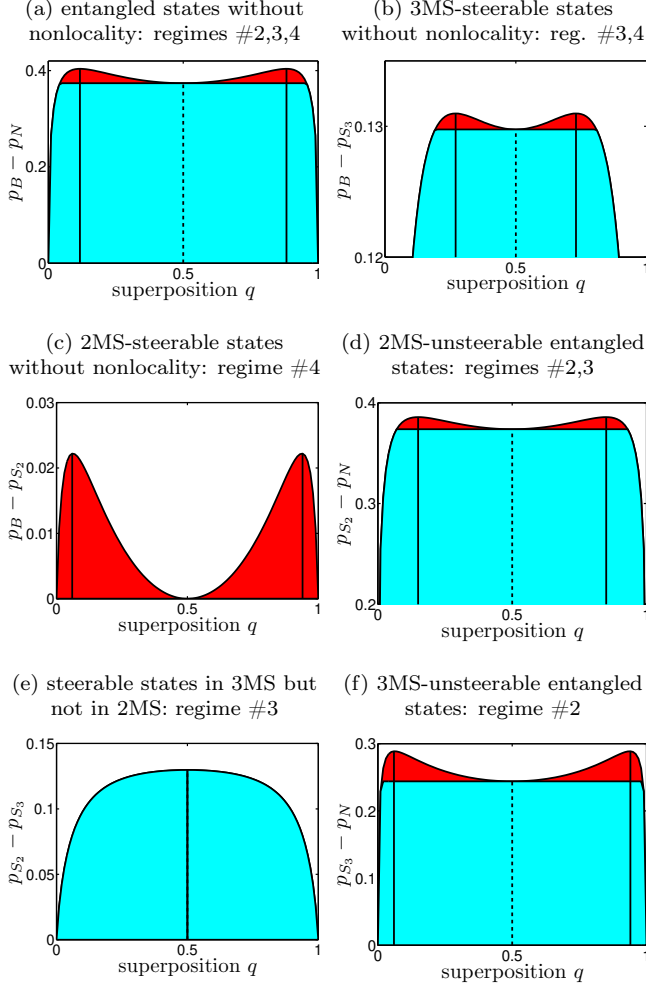 (a) entangled states without
nonlocality: regimes #2,3,4
0.4
0.2
0
p_B − p_N
0 0.5 1
superposition q
(b) 3MS-steerable states
without nonlocality: reg. #3,4
0.13
0.12
p_B − p_{S_3}
0 0.5 1
superposition q
(c) 2MS-steerable states
without nonlocality: regime #4
0.03
0.02
0.01
0
p_B − p_{S_2}
0 0.5 1
superposition q
(d) 2MS-unsteerable entangled
states: regimes #2,3
0.4
0.3
0.2
p_{S_2} − p_N
0 0.5 1
superposition q
(e) steerable states in 3MS but
not in 2MS: regime #3
0.15
0.1
0.05
0
p_{S_2} − p_{S_3}
0 0.5 1
superposition q
(f) 3MS-unsteerable entangled
states: regime #2
0.3
0.2
0.1
0
p_{S_3} − p_N
0 0.5 1
superposition q